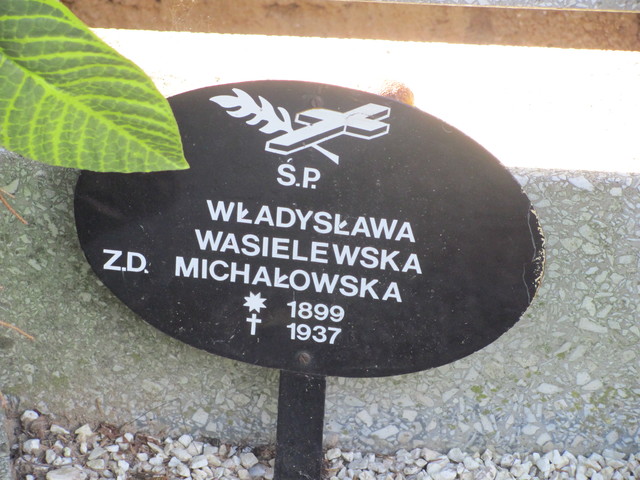 Ś.P.
WŁADYSŁAWA
WASIELEWSKA
Z.D. MICHAŁOWSKA
1899
1937